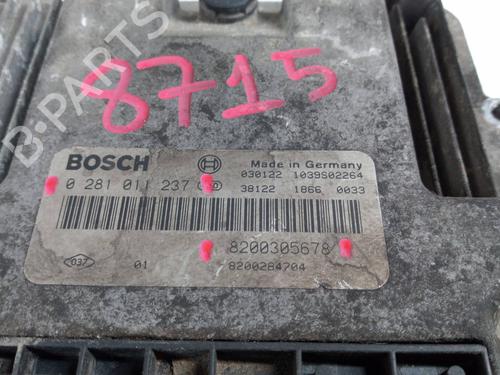 8715
B-PARTS
BOSCH
Made in Germany
030122 1039S02264
0 281 011 237
38122 1866 0033
8200305678
037
01
8200284704